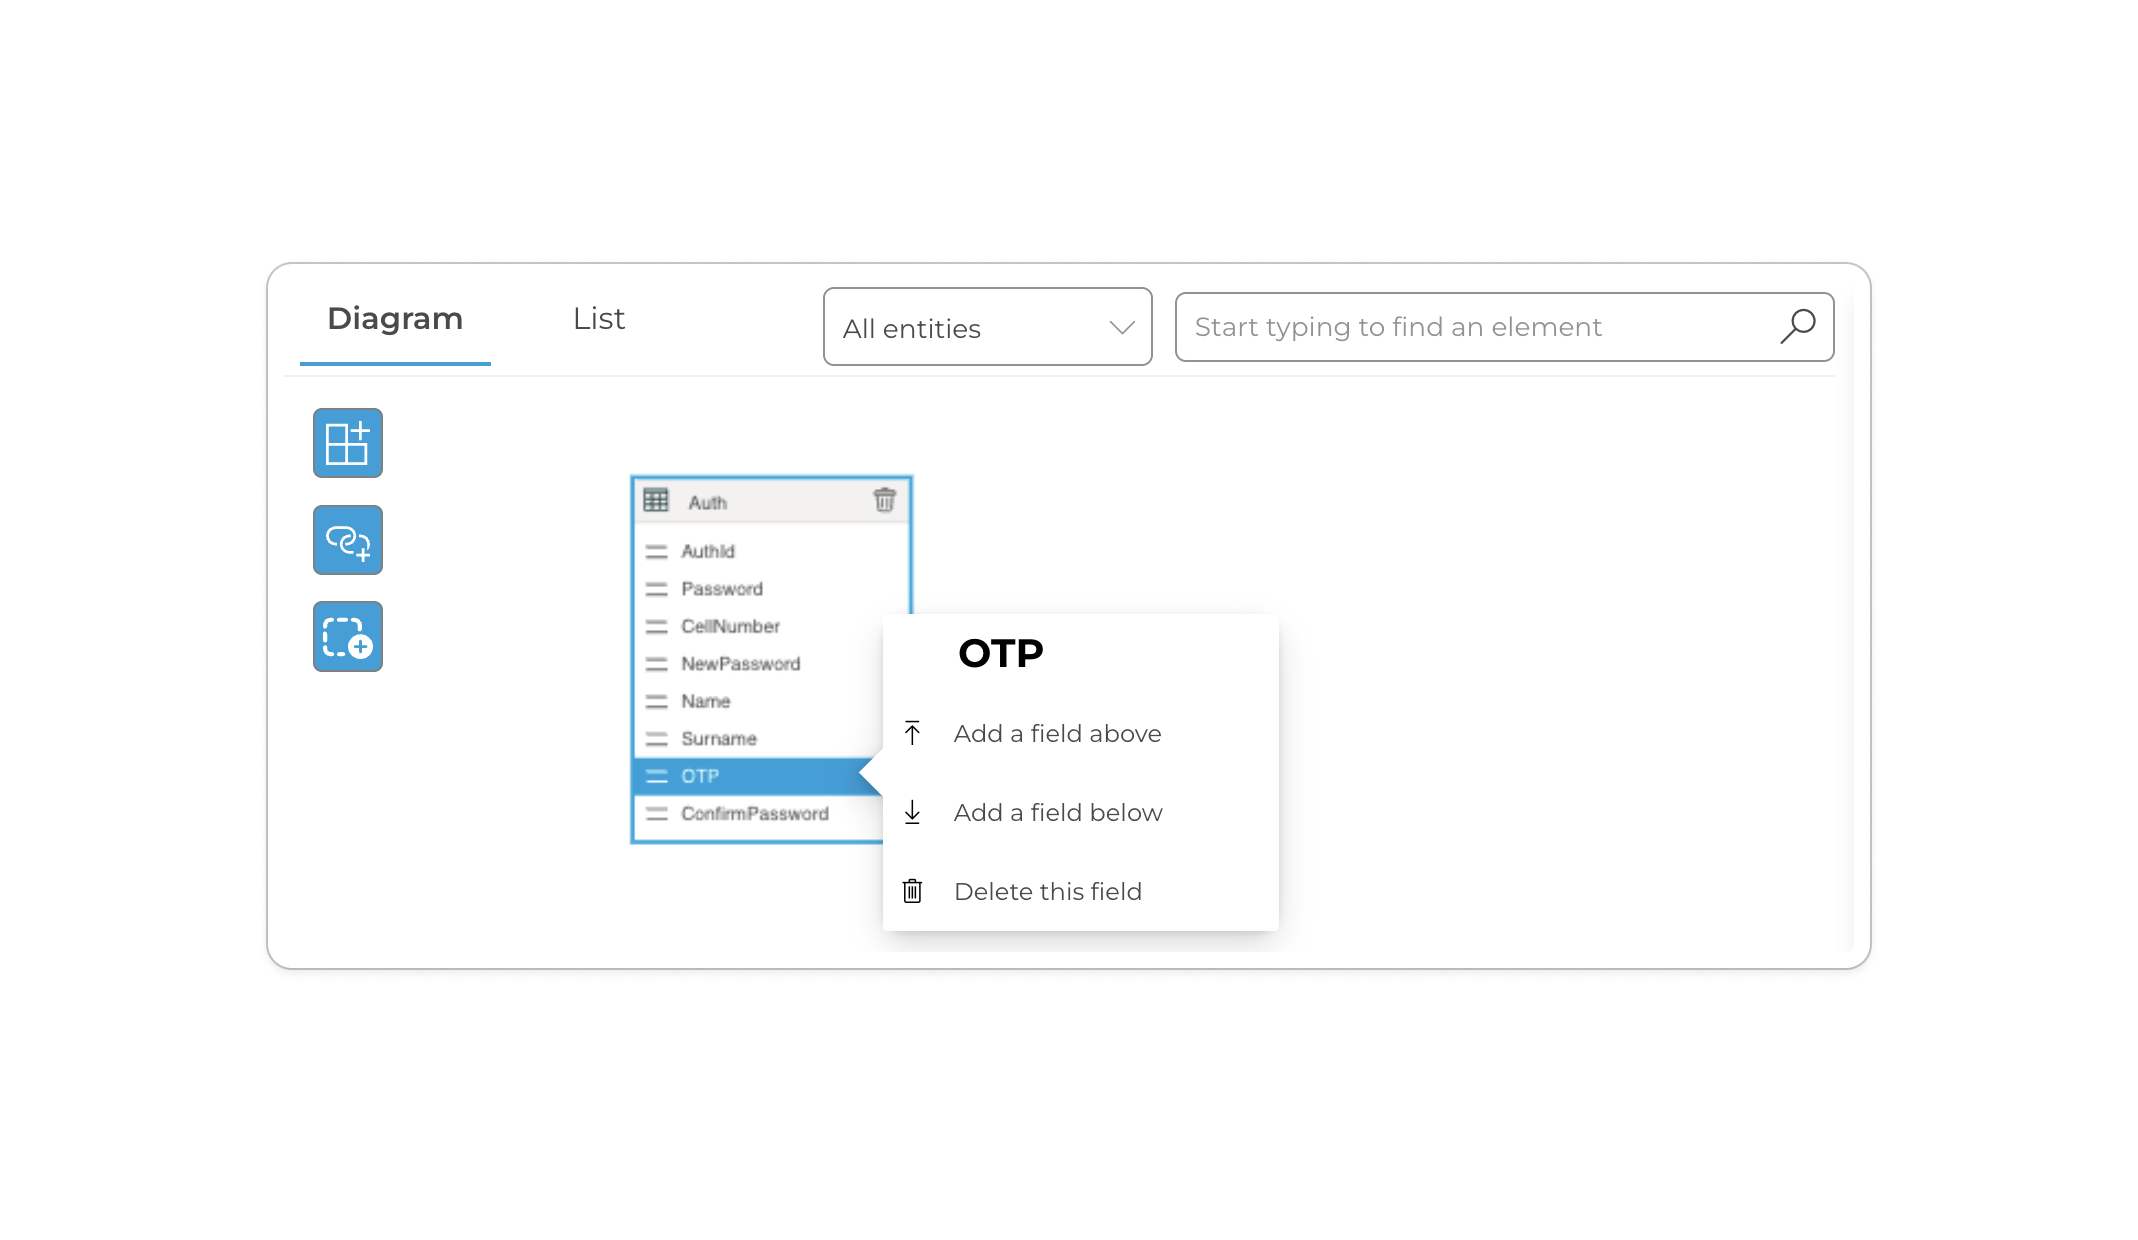 Diagram
List
All entities
Start typing to find an element
Auth
AuthId
Password
CellNumber
NewPassword
Name
Surname
OTP
ConfirmPassword
OTP
Add a field above
Add a field below
Delete this field